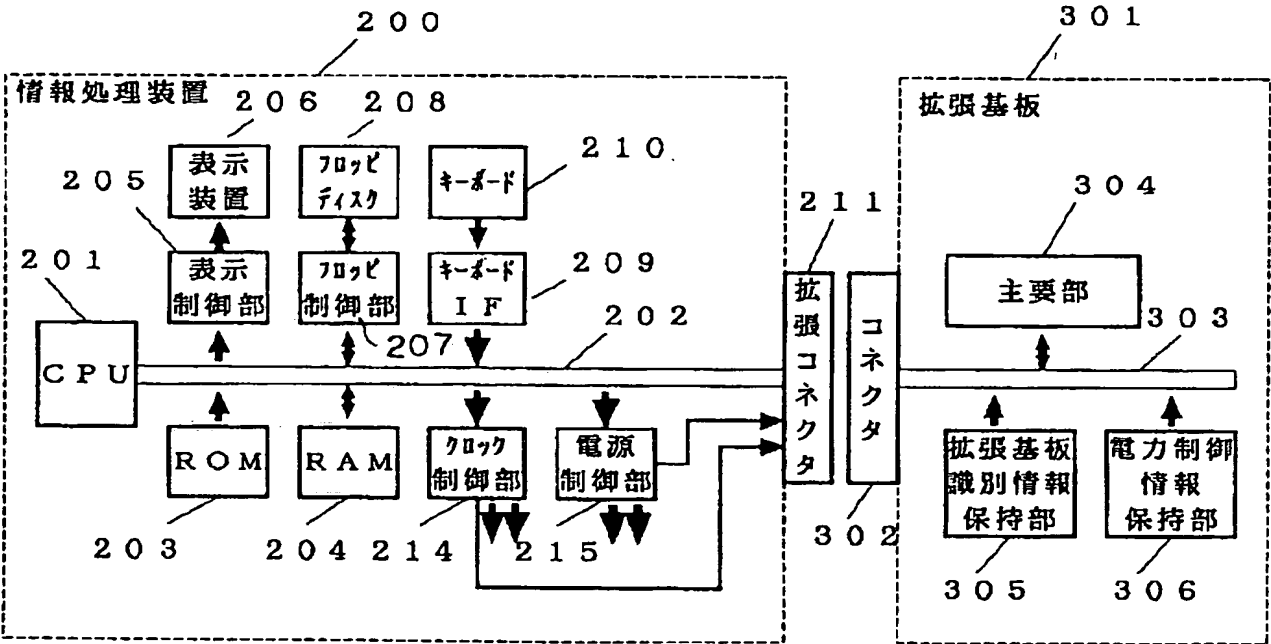 ２００
３０１
情報処理装置
２０６
２０８
拡張基板
２１０
表示
装置
フロッピ
ディスク
キーボード
２０５
２１１
３０４
２０１
表示
制御部
フロッピ
制御部
キーボード
ＩＦ
２０９
主要部
２０２
３０３
207
ＣＰＵ
拡張コネクタ
コネクタ
ＲＯＭ
ＲＡＭ
クロック
制御部
電源
制御部
拡張基板
識別情報
保持部
電力制御
情報
保持部
２０３
２０４
２１４
２１５
３０２
３０５
３０６